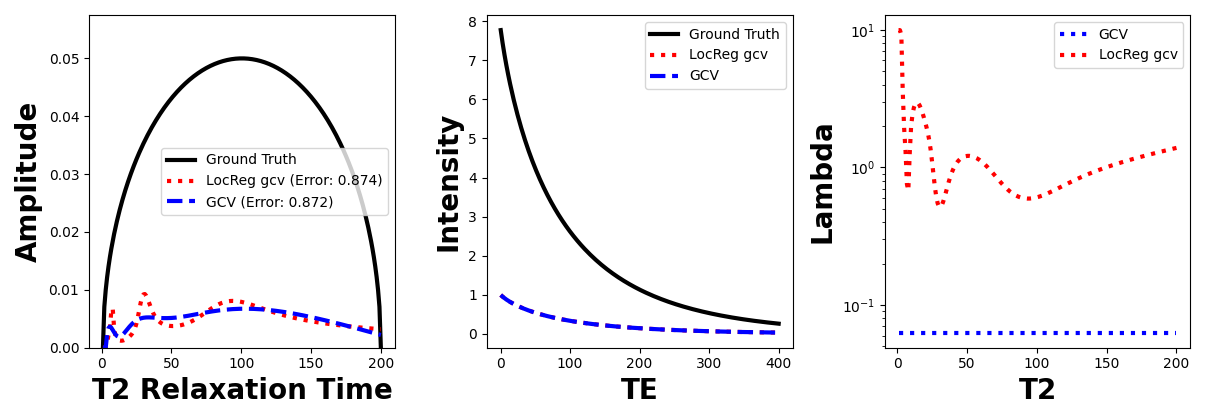 Amplitude
0.05
0.04
0.03
0.02
0.01
0.00
Ground Truth
LocReg gcv (Error: 0.874)
GCV (Error: 0.872)
0 50 100 150 200
T2 Relaxation Time
Intensity
8
7
6
5
4
3
2
1
0
Ground Truth
LocReg gcv
GCV
0 100 200 300 400
TE
Lambda
10¹
10⁰
10⁻¹
GCV
LocReg gcv
0 50 100 150 200
T2